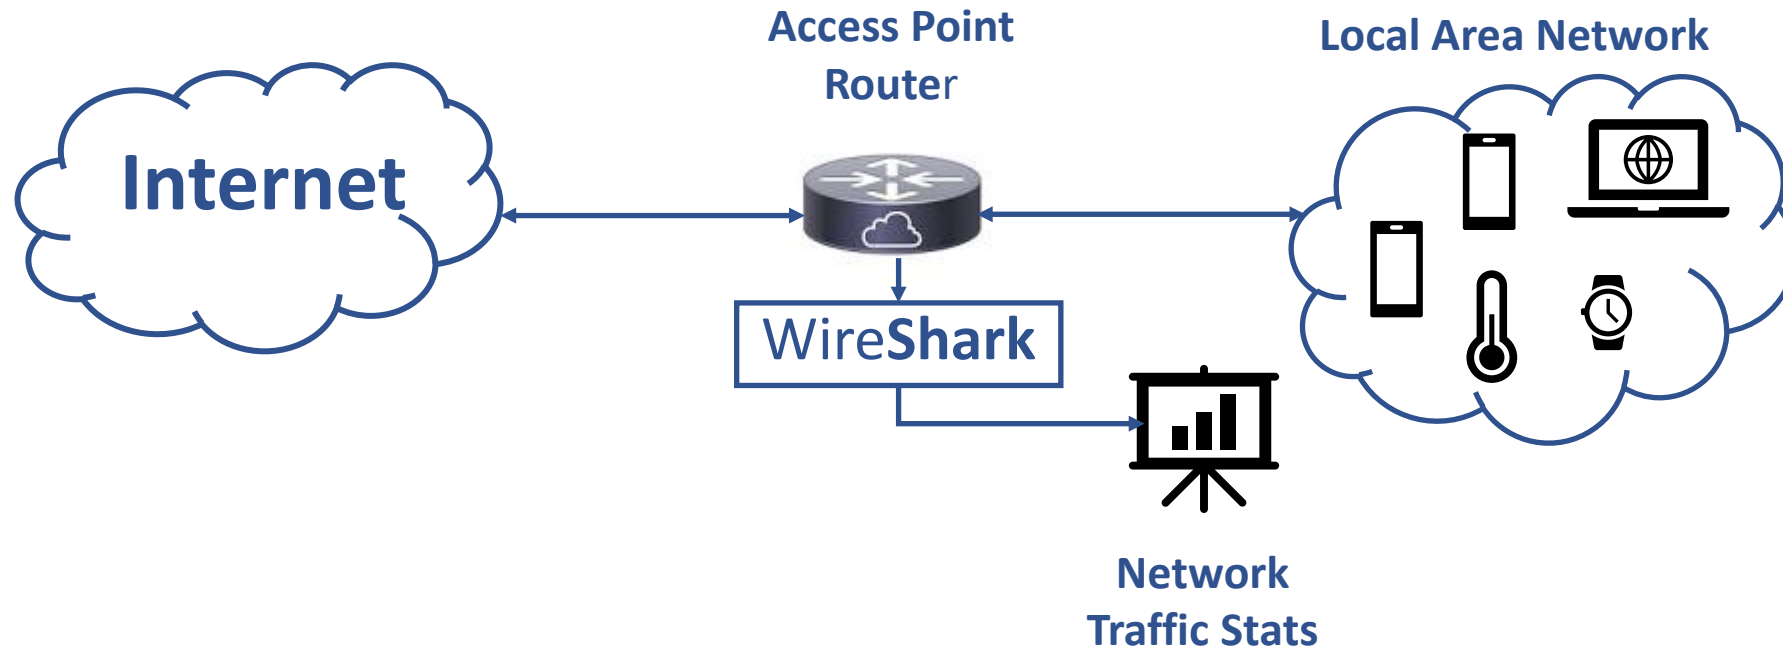 Access Point
Router
Local Area Network
Internet
WireShark
Network
Traffic Stats